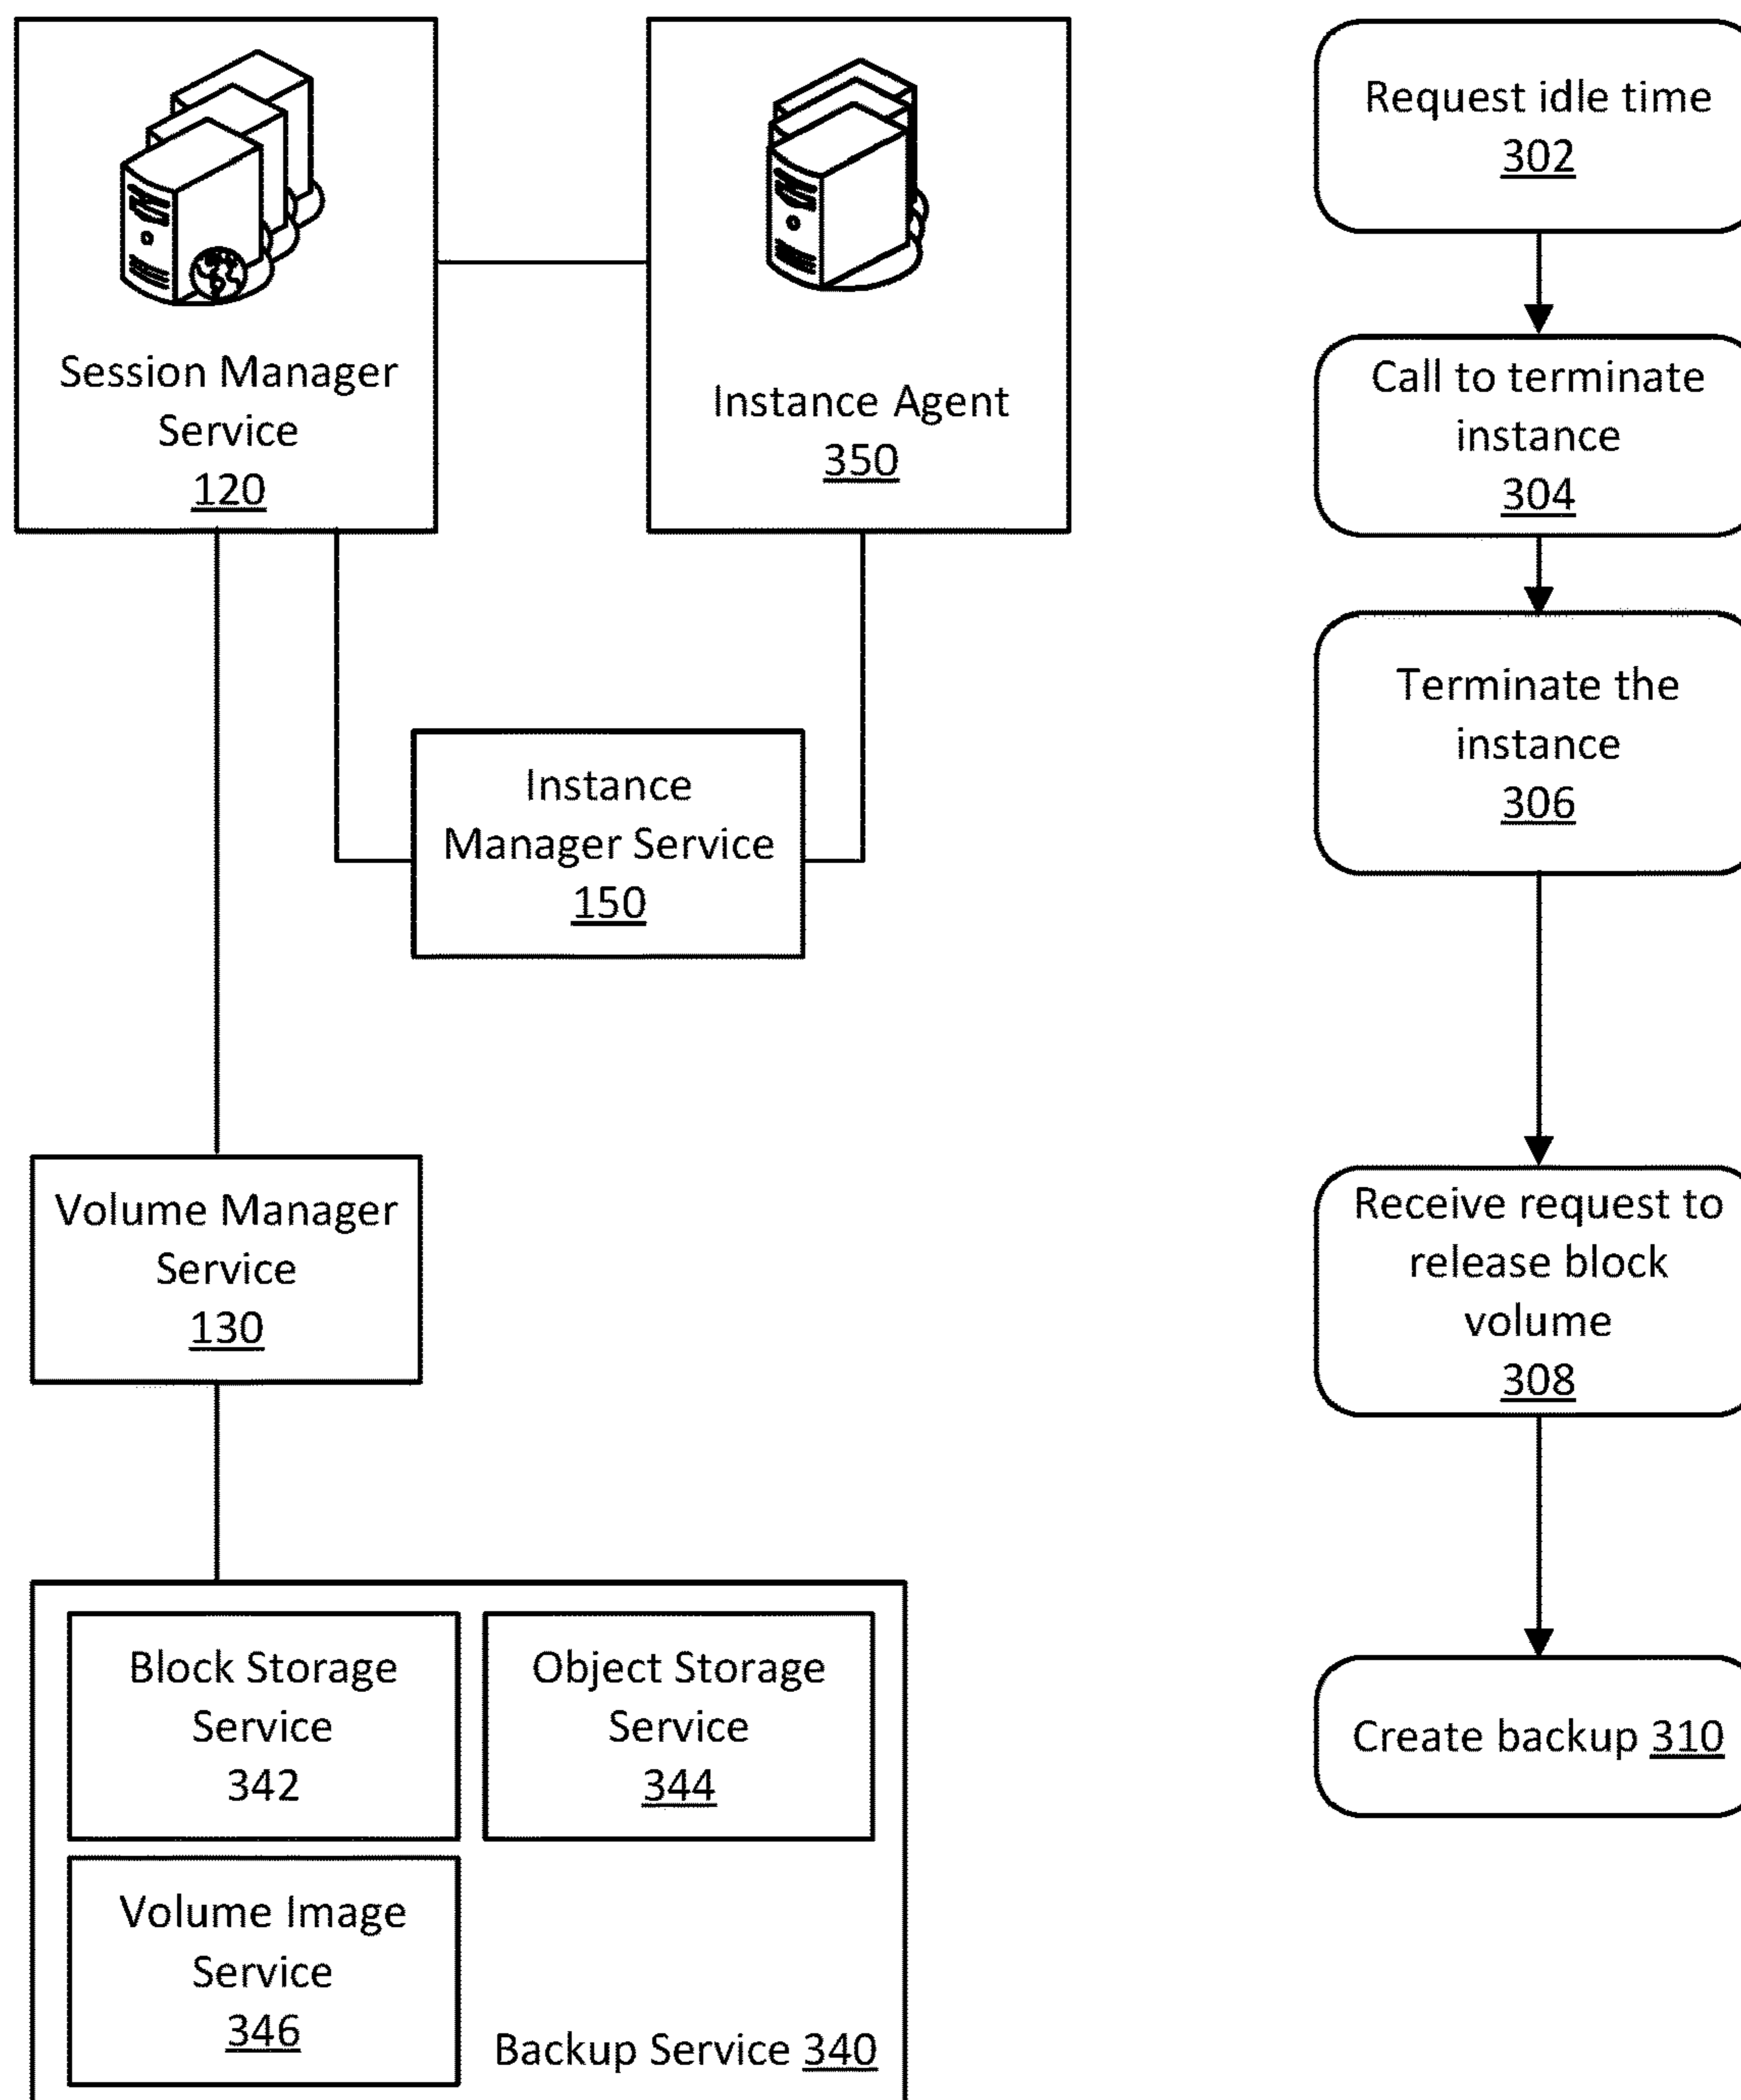 Session Manager
Service
120
Instance Agent
350
Instance
Manager Service
150
Volume Manager
Service
130
Block Storage
Service
342
Object Storage
Service
344
Volume Image
Service
346
Backup Service 340
Request idle time
302
Call to terminate
instance
304
Terminate the
instance
306
Receive request to
release block
volume
308
Create backup 310